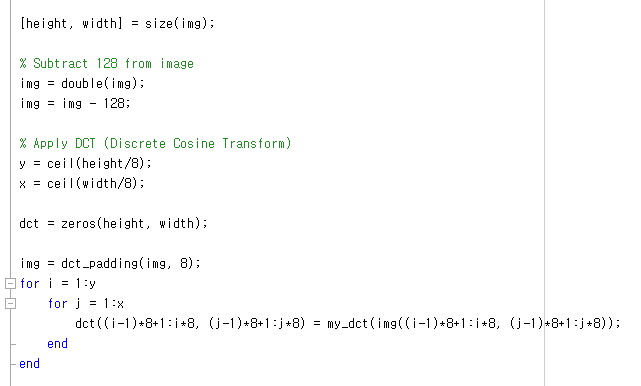 [height, width] = size(img);
% Subtract 128 from image
img = double(img);
img = img - 128;
% Apply DCT (Discrete Cosine Transform)
y = ceil(height/8);
x = ceil(width/8);
dct = zeros(height, width);
img = dct_padding(img, 8);
for i = 1:y
for j = 1:x
dct((i-1)*8+1:i*8, (j-1)*8+1:j*8) = my_dct(img((i-1)*8+1:i*8, (j-1)*8+1:j*8));
end
end